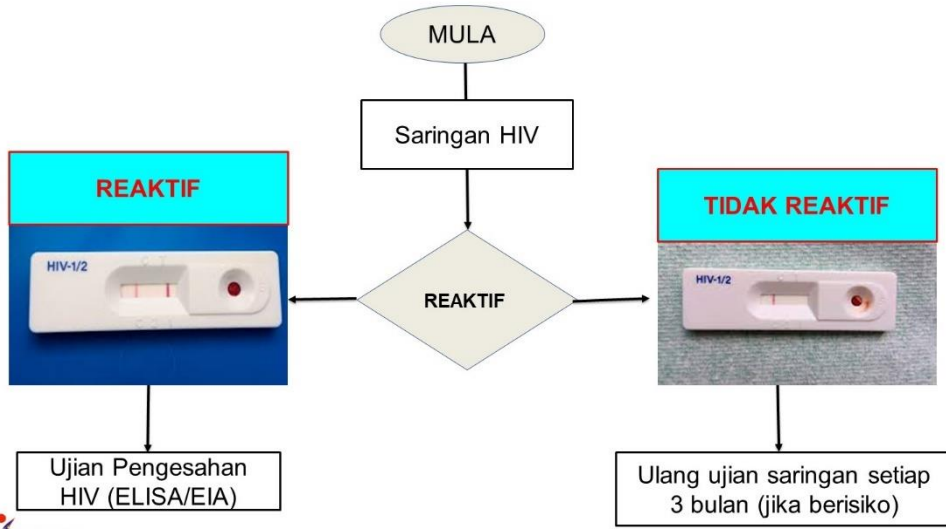 MULA
Saringan HIV
REAKTIF
TIDAK REAKTIF
HIV-1/2
C T
HIV-1/2
REAKTIF
Ujian Pengesahan
HIV (ELISA/EIA)
Ulang ujian saringan setiap
3 bulan (jika berisiko)